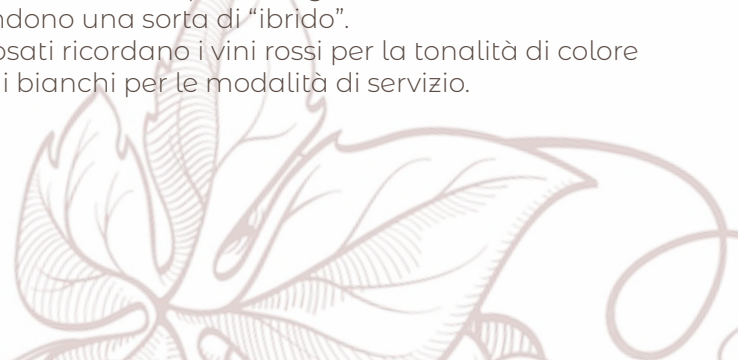 ndono una sorta di “ibrido”.
osati ricordano i vini rossi per la tonalità di colore
i bianchi per le modalità di servizio.